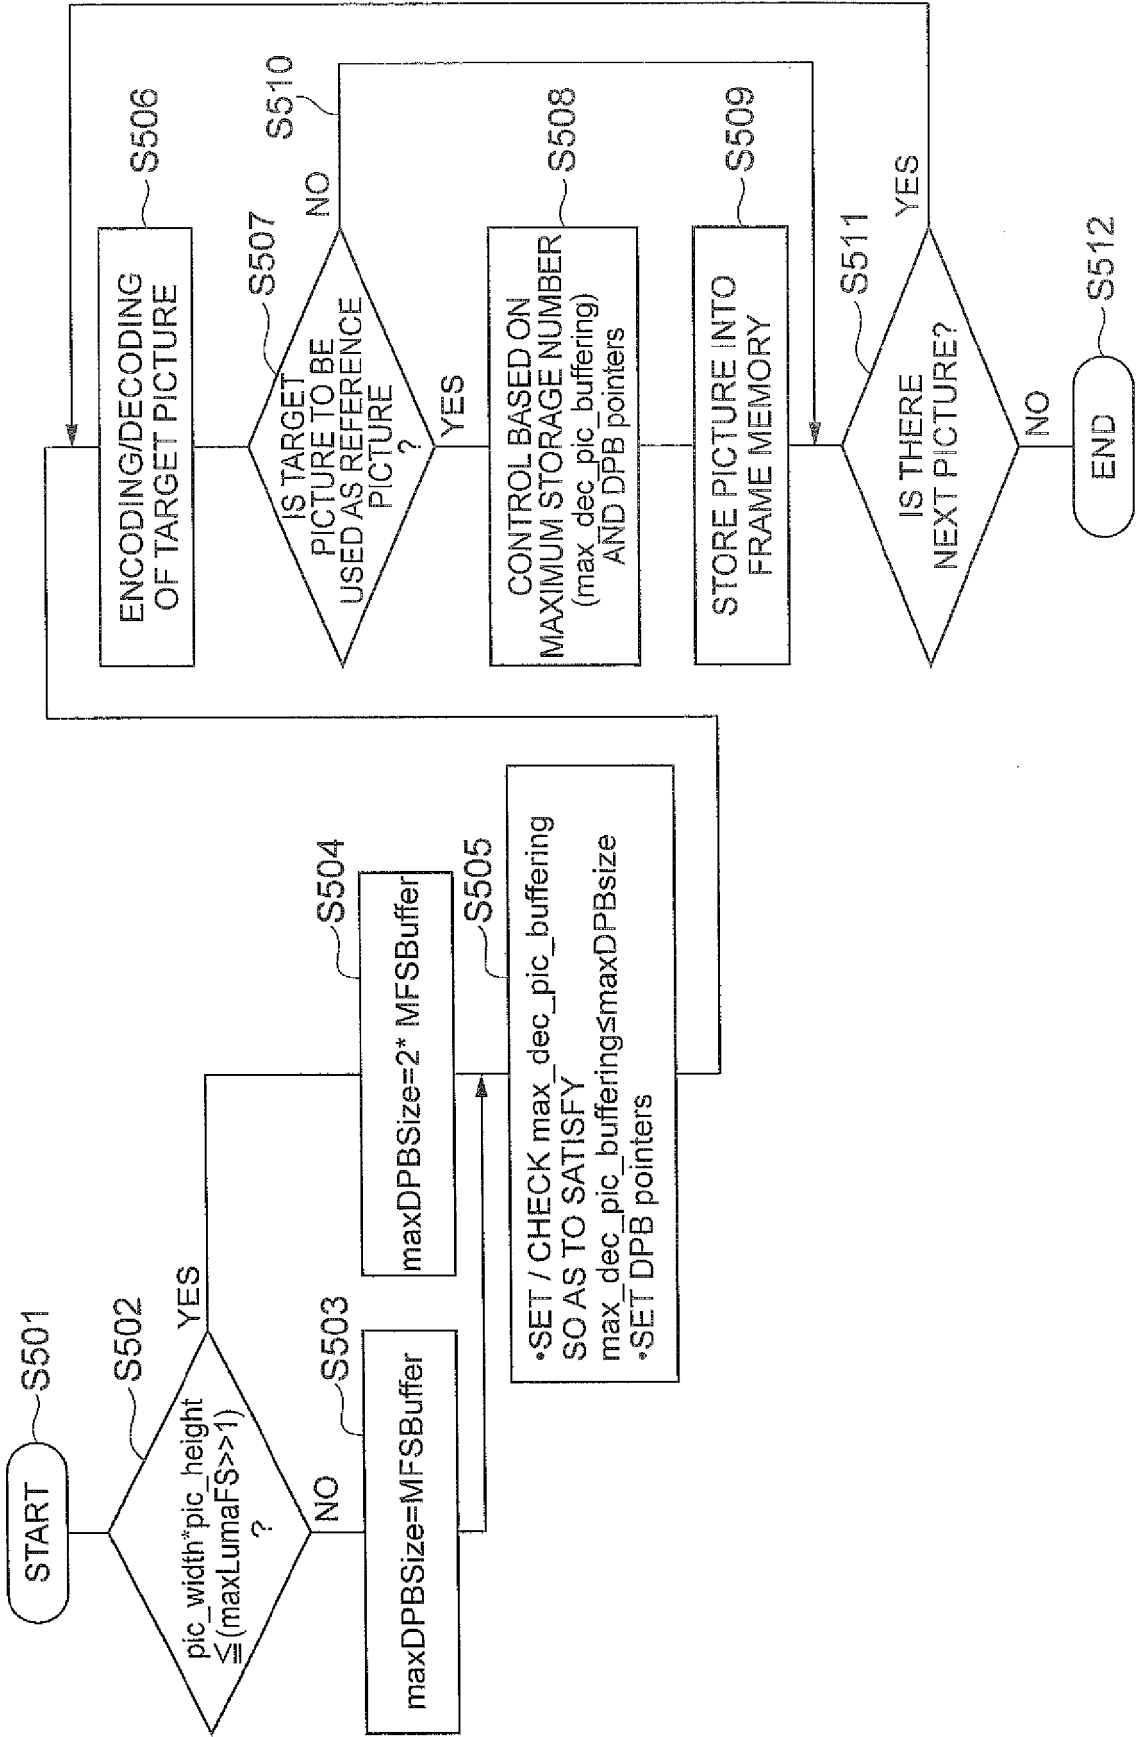 START
S501
pic_width*pic_height
≦(maxLumaFS>>1)
?
S502
YES
NO
maxDPBSize=MFSBuffer
S503
maxDPBSize=2* MFSBuffer
S504
•SET / CHECK max_dec_pic_buffering
SO AS TO SATISFY
max_dec_pic_buffering≤maxDPBsize
•SET DPB pointers
S505
ENCODING/DECODING
OF TARGET PICTURE
S506
IS TARGET
PICTURE TO BE
USED AS REFERENCE
PICTURE
?
S507
NO
S510
YES
CONTROL BASED ON
MAXIMUM STORAGE NUMBER
(max_dec_pic_buffering)
AND DPB pointers
S508
STORE PICTURE INTO
FRAME MEMORY
S509
IS THERE
NEXT PICTURE?
S511
YES
NO
END
S512